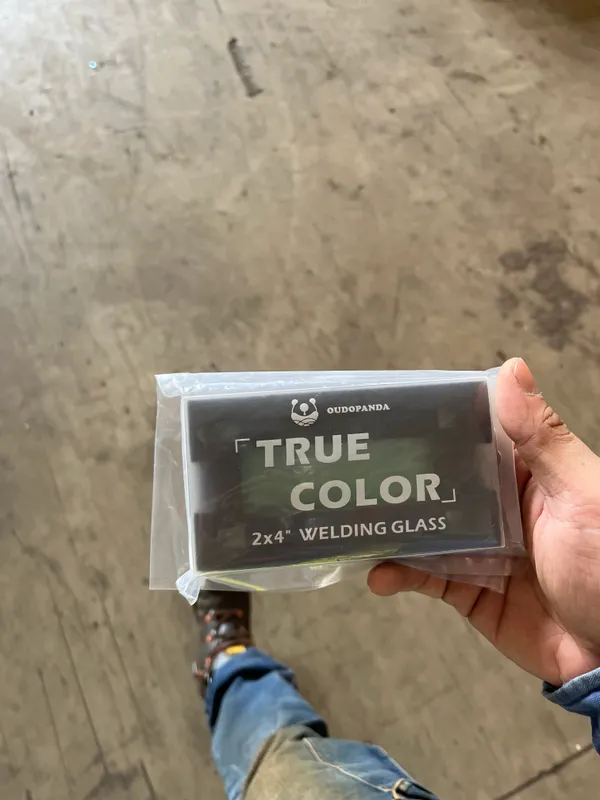 OUDOPANDA
「TRUE
COLOR」
2x4" WELDING GLASS